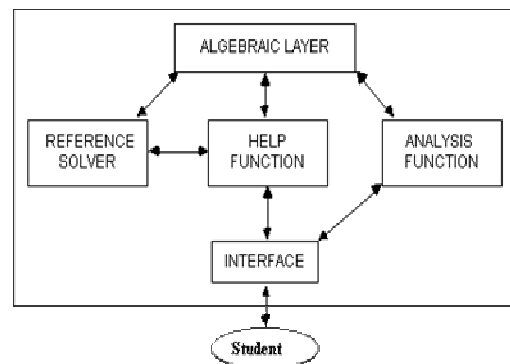 ALGEBRAIC LAYER
REFERENCE
SOLVER
HELP
FUNCTION
ANALYSIS
FUNCTION
INTERFACE
Student